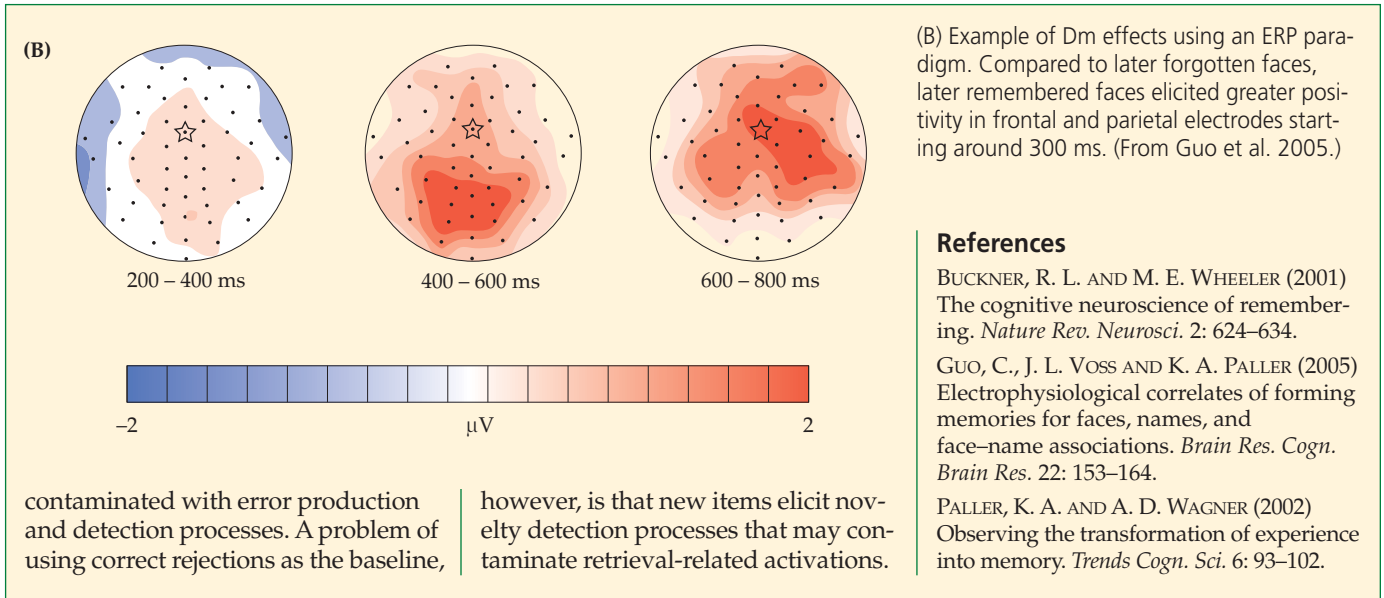 (B)
200 – 400 ms
400 – 600 ms
600 – 800 ms
–2
µV
2
(B) Example of Dm effects using an ERP para-
digm. Compared to later forgotten faces,
later remembered faces elicited greater posi-
tivity in frontal and parietal electrodes start-
ing around 300 ms. (From Guo et al. 2005.)
contaminated with error production
and detection processes. A problem of
using correct rejections as the baseline,
however, is that new items elicit nov-
elty detection processes that may con-
taminate retrieval-related activations.
References
BUCKNER, R. L. AND M. E. WHEELER (2001)
The cognitive neuroscience of remember-
ing. Nature Rev. Neurosci. 2: 624–634.
GUO, C., J. L. VOSS AND K. A. PALLER (2005)
Electrophysiological correlates of forming
memories for faces, names, and
face–name associations. Brain Res. Cogn.
Brain Res. 22: 153–164.
PALLER, K. A. AND A. D. WAGNER (2002)
Observing the transformation of experience
into memory. Trends Cogn. Sci. 6: 93–102.